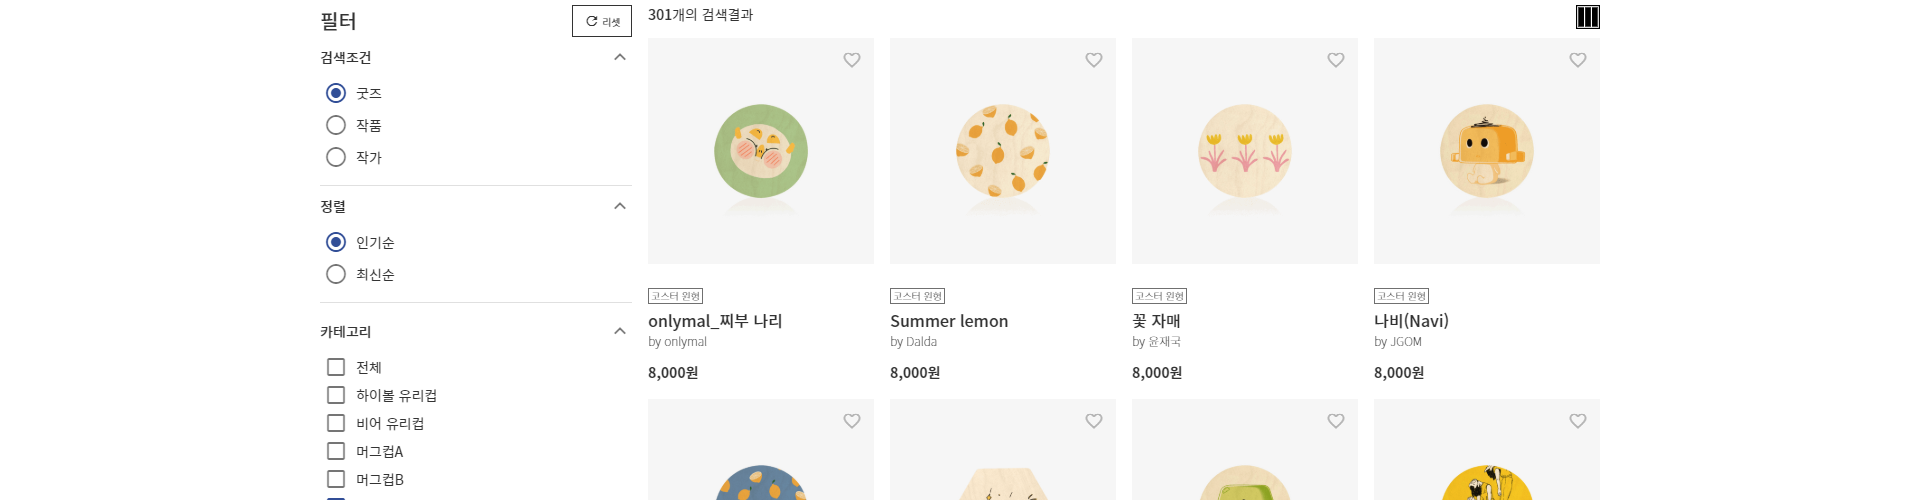 필터
리셋
검색조건
굿즈
작품
작가
정렬
인기순
최신순
카테고리
전체
하이볼 유리컵
비어 유리컵
머그컵A
머그컵B
301개의 검색결과
코스터 원형
onlymal_찌부 나리
by onlymal
8,000원
코스터 원형
Summer lemon
by Dalda
8,000원
코스터 원형
꽃 자매
by 윤재국
8,000원
코스터 원형
나비(Navi)
by JGOM
8,000원